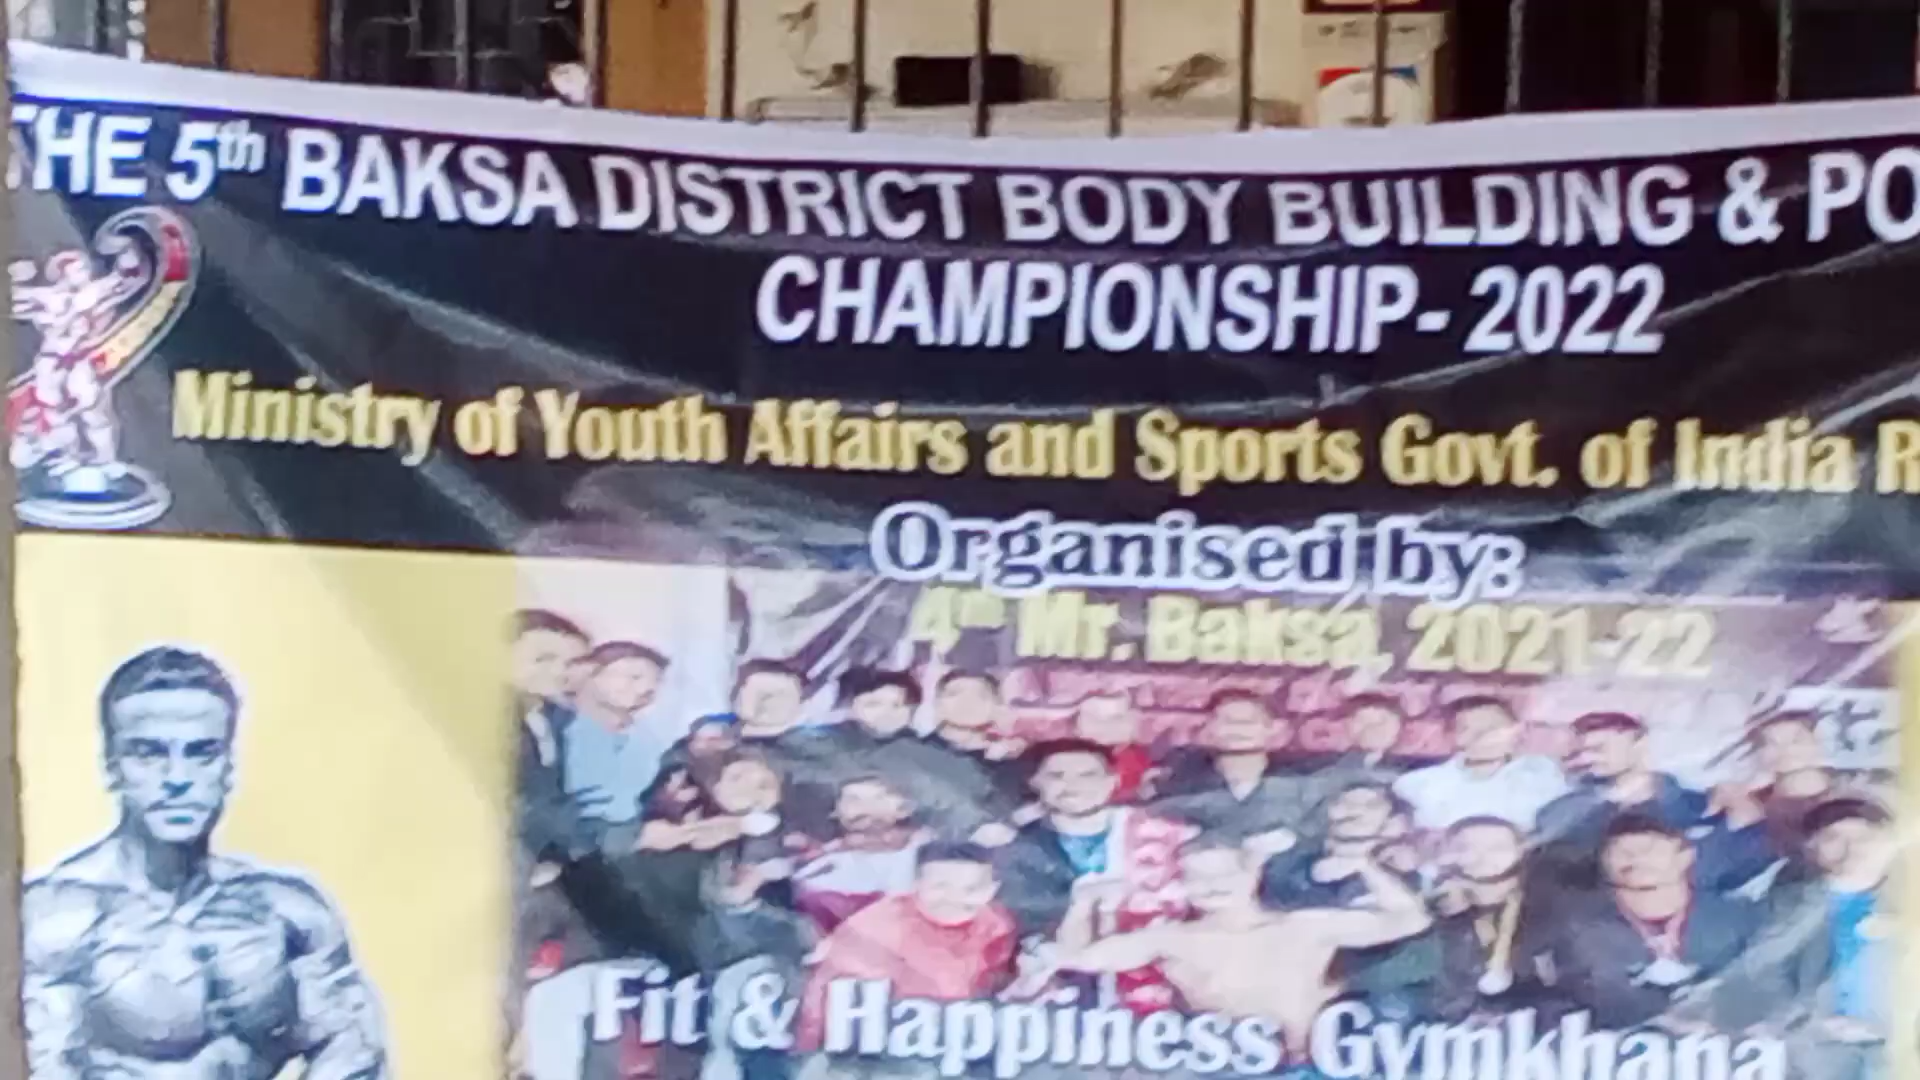 THE 5th BAKSA DISTRICT BODY BUILDING & PO
CHAMPIONSHIP- 2022
Ministry of Youth Affairs and Sports Govt. of India R
Organised by:
4th Mr. Baksa, 2021-22
Fit & Happiness Gymkhana